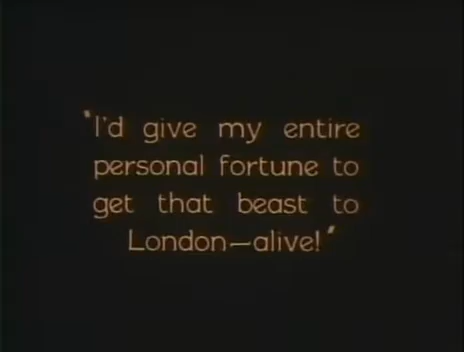 "I'd give my entire
personal fortune to
get that beast to
London—alive!"